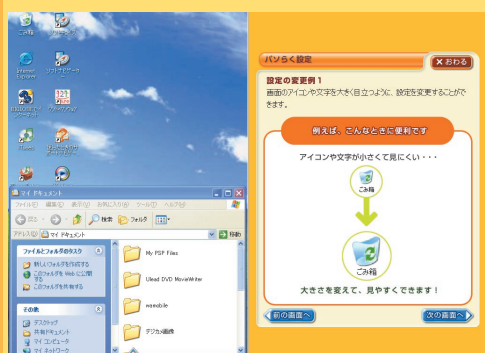 ごみ箱
Internet
Explorer
iTunes
マイ ドキュメント
ファイル(F) 編集(E) 表示(V) お気に入り(A) ツール(T) ヘルプ(H)
戻る 検索 フォルダ
アドレス(D) マイ ドキュメント 移動
ファイルとフォルダのタスク
新しいフォルダを作成する
このフォルダを Web に公開
する
このフォルダを共有する
その他
デスクトップ
共有ドキュメント
マイ コンピュータ
マイ ネットワーク
My PSP Files
Ulead DVD MovieWriter
namobile
デジカメ画像
パソらく設定
×おわる
設定の変更例1
画面のアイコンや文字を大きく目立つように、設定を変更することがで
きます。
例えば、こんなときに便利です
アイコンや文字が小さくて見にくい・・・
ごみ箱
ごみ箱
大きさを変えて、見やすくできます！
前の画面へ
次の画面へ